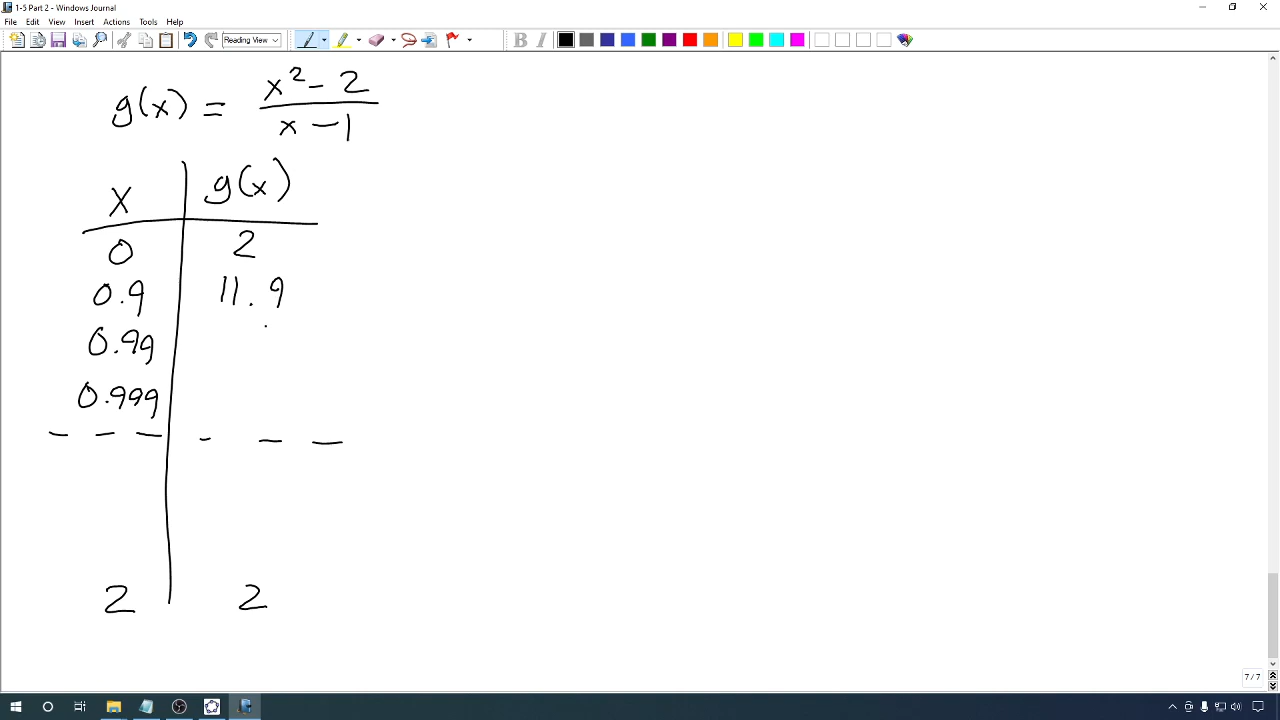 1-5 Part 2 - Windows Journal
File Edit View Insert Actions Tools Help
Reading View B I
g(x) = x² - 2 / x - 1
x g(x)
0 2
0.9 11.9
0.99
0.999
2 2
7 / 7